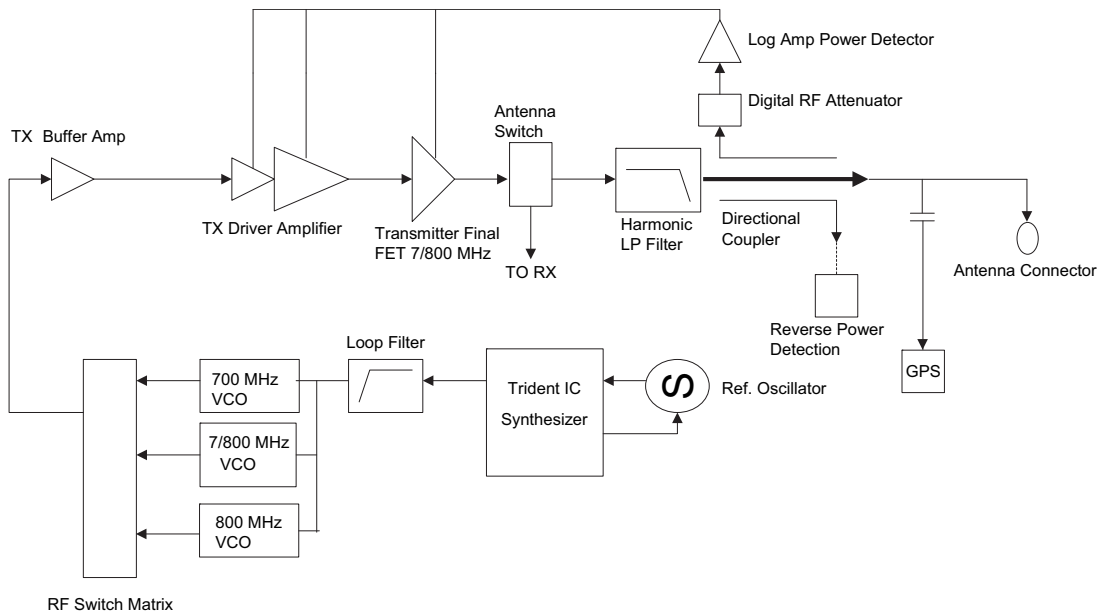 Log Amp Power Detector
Digital RF Attenuator
Antenna
Switch
TX Buffer Amp
TX Driver Amplifier
Transmitter Final
FET 7/800 MHz
TO RX
Harmonic
LP Filter
Directional
Coupler
Antenna Connector
Reverse Power
Detection
GPS
Loop Filter
700 MHz
VCO
7/800 MHz
VCO
800 MHz
VCO
Trident IC
Synthesizer
S
Ref. Oscillator
RF Switch Matrix